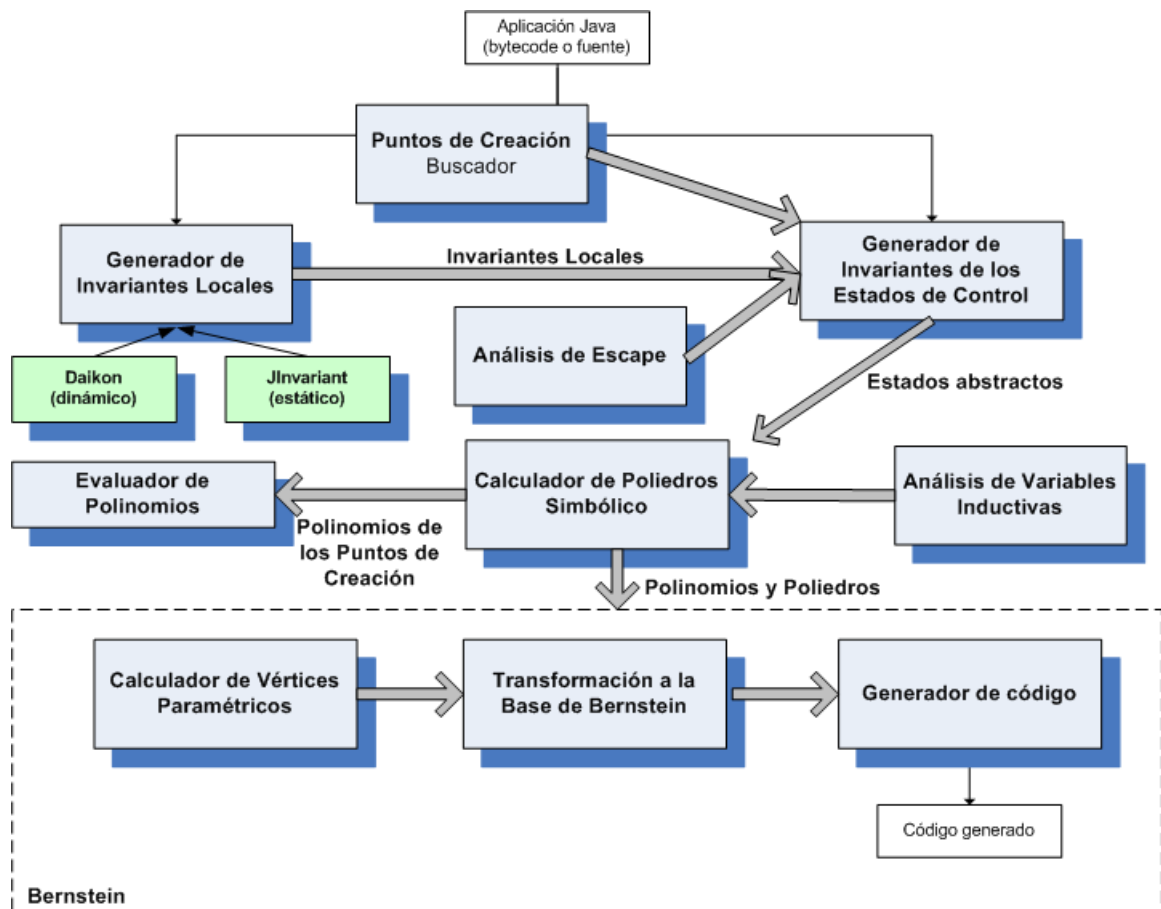 Aplicación Java
(bytecode o fuente)
Puntos de Creación
Buscador
Generador de
Invariantes Locales
Invariantes Locales
Generador de
Invariantes de los
Estados de Control
Análisis de Escape
Daikon
(dinámico)
JInvariant
(estático)
Estados abstractos
Evaluador de
Polinomios
Calculador de Poliedros
Simbólico
Análisis de Variables
Inductivas
Polinomios de
los Puntos de
Creación
Polinomios y Poliedros
Calculador de Vértices
Paramétricos
Transformación a la
Base de Bernstein
Generador de código
Código generado
Bernstein